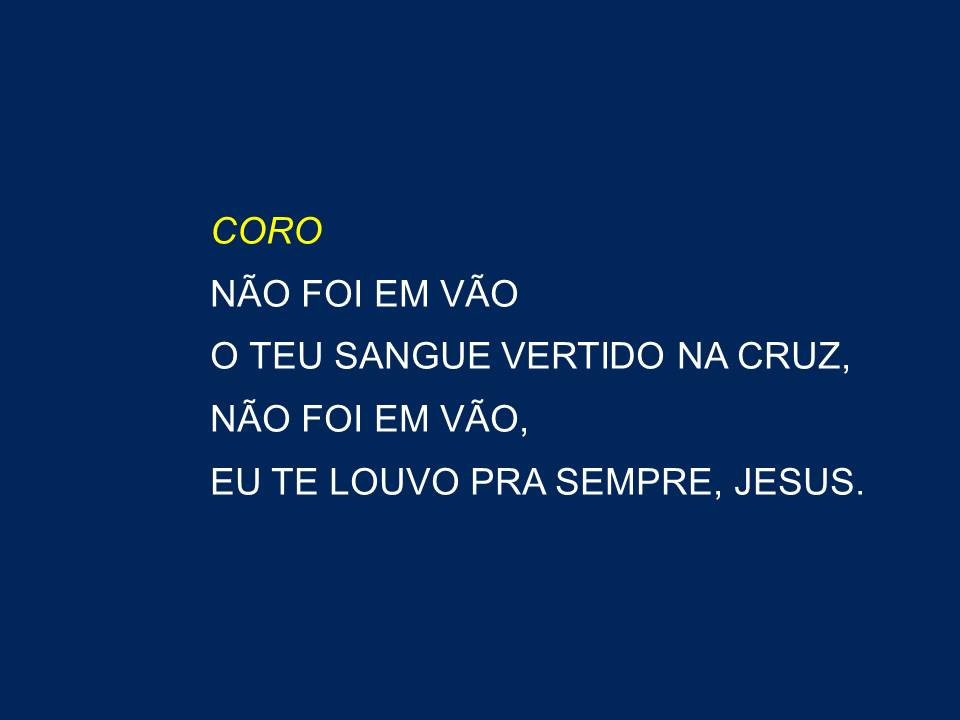 CORO
NÃO FOI EM VÃO
O TEU SANGUE VERTIDO NA CRUZ,
NÃO FOI EM VÃO,
EU TE LOUVO PRA SEMPRE, JESUS.